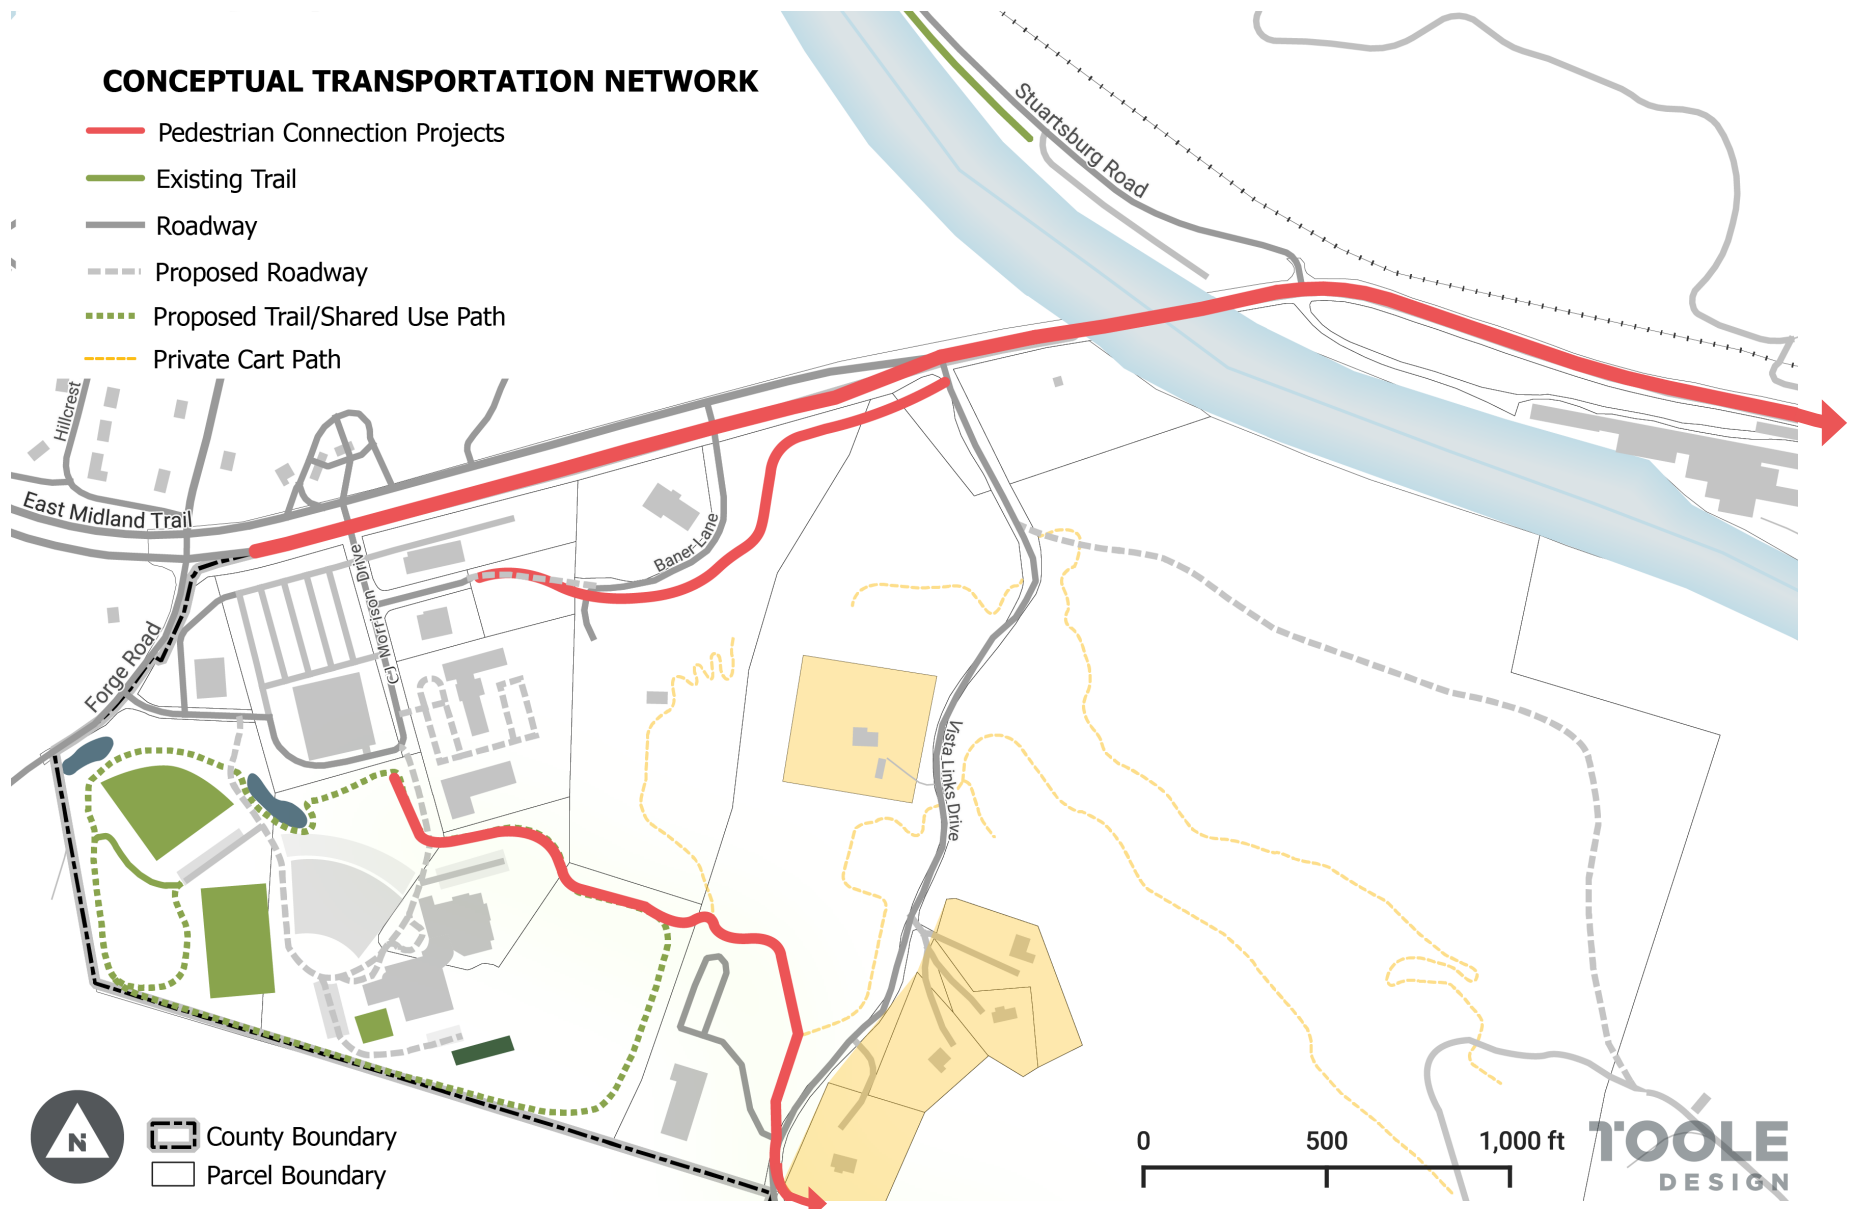 CONCEPTUAL TRANSPORTATION NETWORK
Pedestrian Connection Projects
Existing Trail
Roadway
Proposed Roadway
Proposed Trail/Shared Use Path
Private Cart Path
Stuartsburg Road
Hillcrest
East Midland Trail
Baner Lane
CJ Morrison Drive
Forge Road
Vista Links Drive
N
County Boundary
Parcel Boundary
0 500 1,000 ft
TOOLE
DESIGN